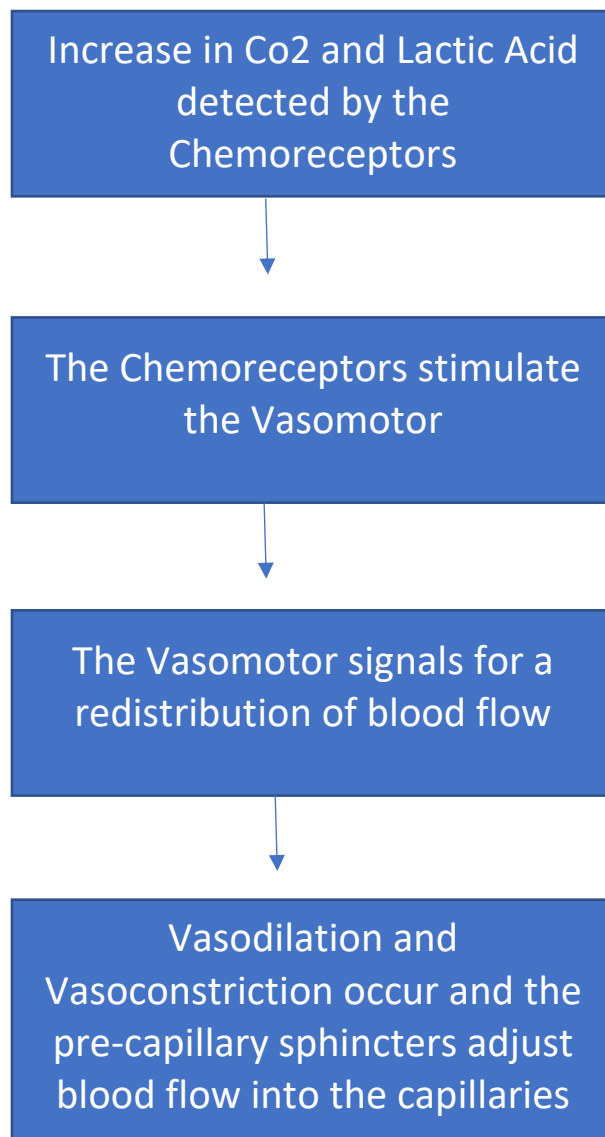 Increase in Co2 and Lactic Acid
detected by the
Chemoreceptors
The Chemoreceptors stimulate
the Vasomotor
The Vasomotor signals for a
redistribution of blood flow
Vasodilation and
Vasoconstriction occur and the
pre-capillary sphincters adjust
blood flow into the capillaries